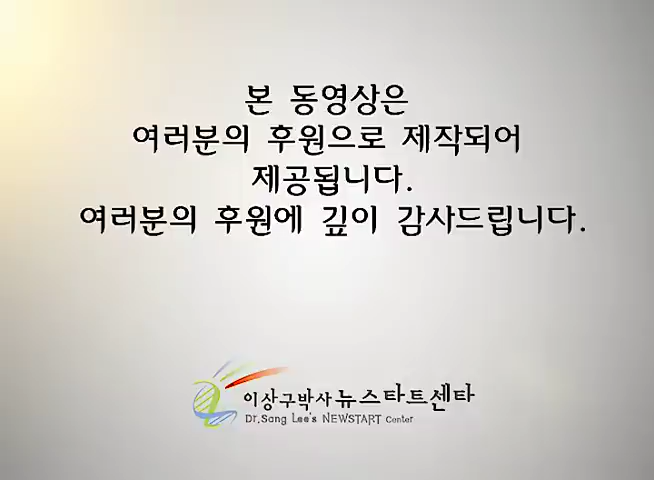 본 동영상은
여러분의 후원으로 제작되어
제공됩니다.
여러분의 후원에 깊이 감사드립니다.
이상구박사 뉴스타트센타
Dr.Sang Lee's NEWSTART Center